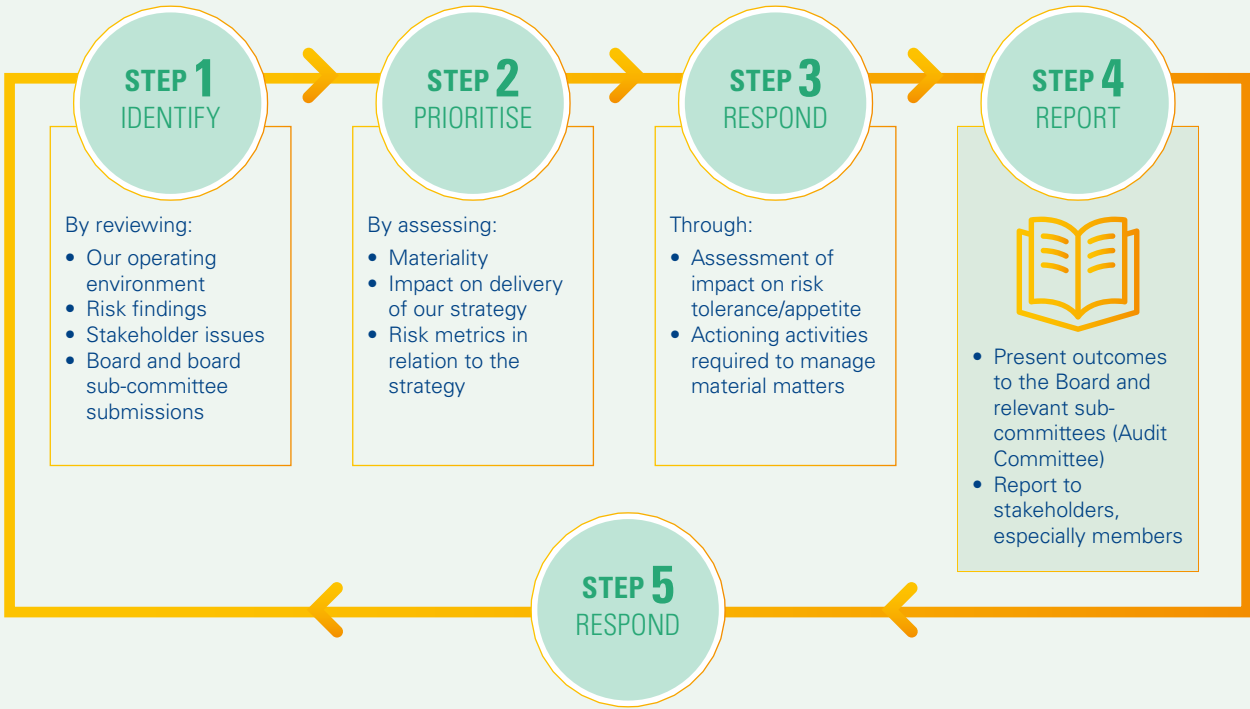 STEP 1
IDENTIFY
By reviewing:
• Our operating
environment
• Risk findings
• Stakeholder issues
• Board and board
sub-committee
submissions
STEP 2
PRIORITISE
By assessing:
• Materiality
• Impact on delivery
of our strategy
• Risk metrics in
relation to the
strategy
STEP 3
RESPOND
Through:
• Assessment of
impact on risk
tolerance/appetite
• Actioning activities
required to manage
material matters
STEP 4
REPORT
• Present outcomes
to the Board and
relevant sub-
committees (Audit
Committee)
• Report to
stakeholders,
especially members
STEP 5
RESPOND